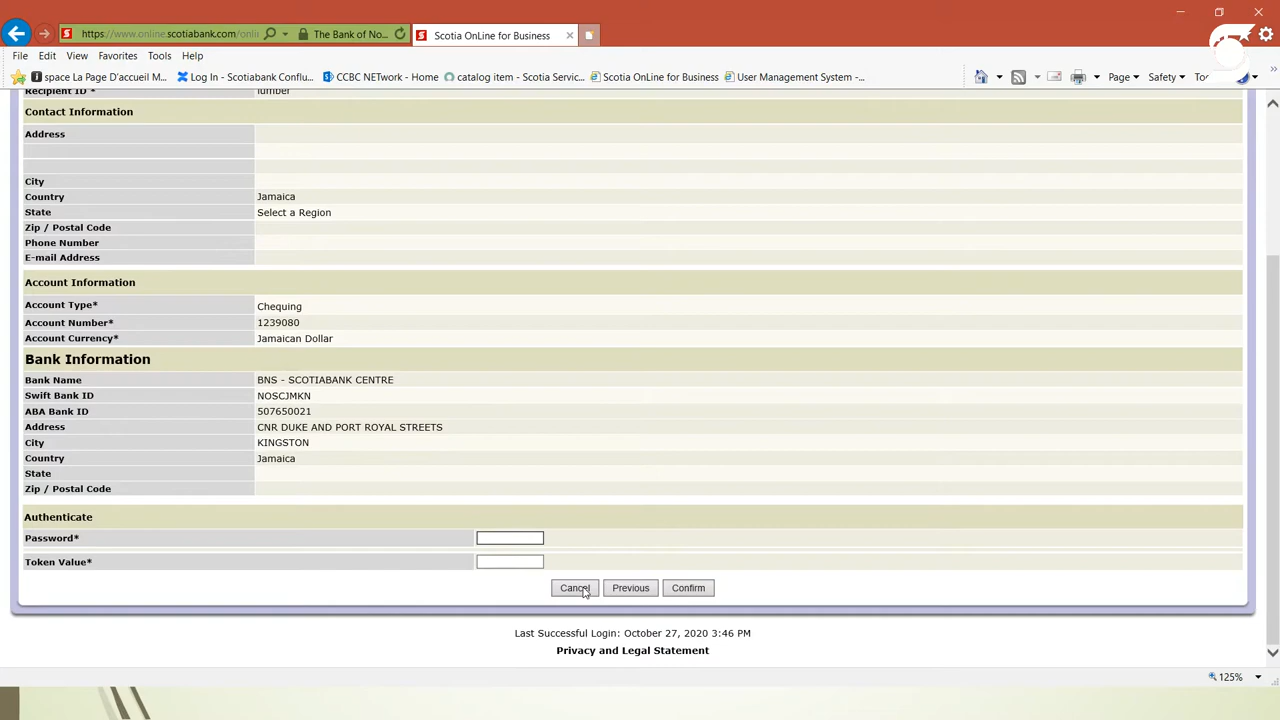 https://www.online.scotiabank.com/onli
The Bank of No...
Scotia OnLine for Business
File Edit View Favorites Tools Help
space La Page D'accueil M... Log In - Scotiabank Conflu... CCBC NETwork - Home catalog item - Scotia Servic... Scotia OnLine for Business User Management System -...
Page Safety
Recipient ID * lumber
Contact Information
Address
City
Country Jamaica
State Select a Region
Zip / Postal Code
Phone Number
E-mail Address
Account Information
Account Type* Chequing
Account Number* 1239080
Account Currency* Jamaican Dollar
Bank Information
Bank Name BNS - SCOTIABANK CENTRE
Swift Bank ID NOSCJMKN
ABA Bank ID 507650021
Address CNR DUKE AND PORT ROYAL STREETS
City KINGSTON
Country Jamaica
State
Zip / Postal Code
Authenticate
Password*
Token Value*
Cancel Previous Confirm
Last Successful Login: October 27, 2020 3:46 PM
Privacy and Legal Statement
125%